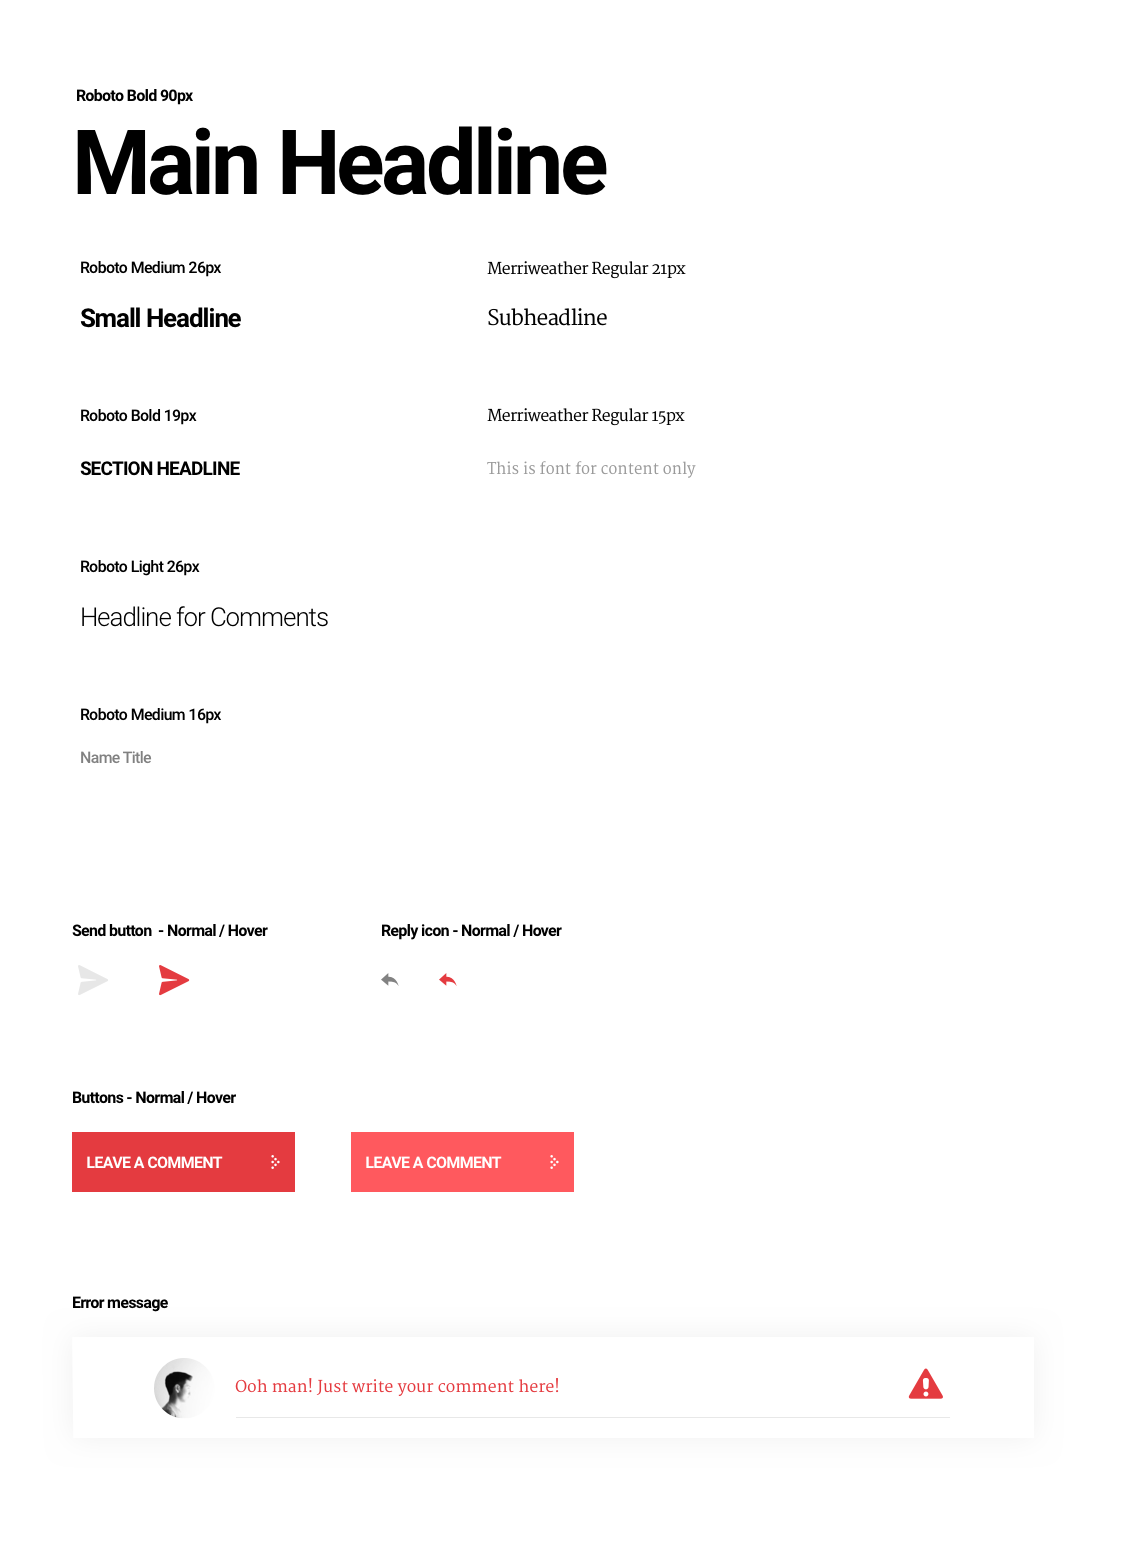 Roboto Bold 90px
Main Headline
Roboto Medium 26px
Merriweather Regular 21px
Small Headline
Subheadline
Roboto Bold 19px
Merriweather Regular 15px
SECTION HEADLINE
This is font for content only
Roboto Light 26px
Headline for Comments
Roboto Medium 16px
Name Title
Send button - Normal / Hover
Reply icon - Normal / Hover
Buttons - Normal / Hover
LEAVE A COMMENT
LEAVE A COMMENT
Error message
Ooh man! Just write your comment here!